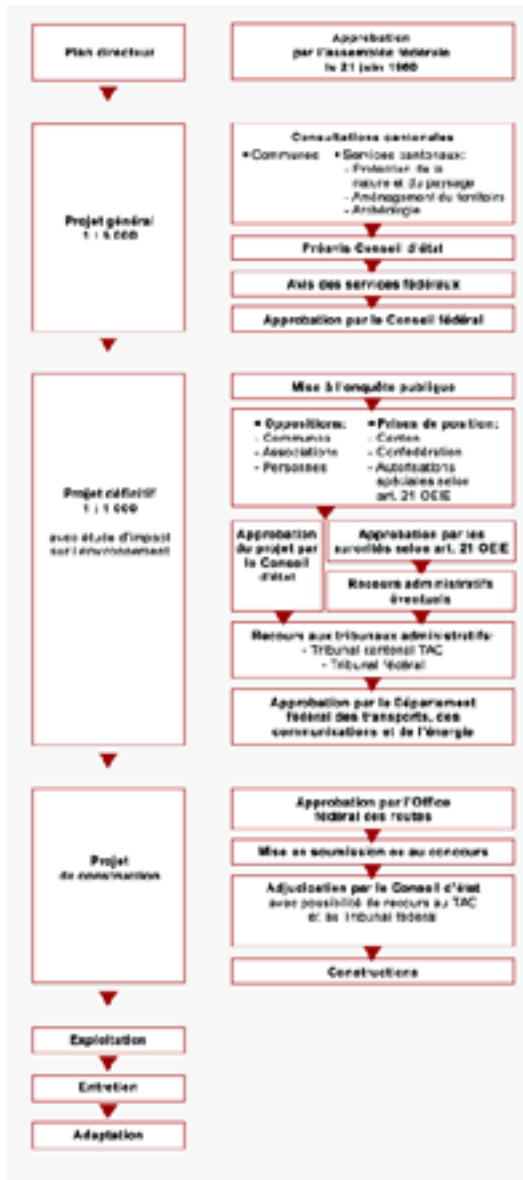 Plan directeur
Approbation
par l'assemblée fédérale
le 21 juin 1960
Projet général
1 : 5 000
Consultations cantonales
■ Communes ■ Services cantonaux:
- Protection de la
nature et du paysage
- Aménagement du territoire
- Archéologie
Préavis Conseil d'état
Avis des services fédéraux
Approbation par le Conseil fédéral
Projet définitif
1 : 1 000
avec étude d'impact
sur l'environnement
Mise à l'enquête publique
■ Oppositions: ■ Prises de position:
- Communes - Canton
- Associations - Confédération
- Personnes - Autorisations
spéciales selon
art. 21 OEIE
Approbation
du projet par
le Conseil
d'état
Approbation par les
autorités selon art. 21 OEIE
Recours administratifs
éventuels
Recours aux tribunaux administratifs:
- Tribunal cantonal TAC
- Tribunal fédéral
Approbation par le Département
fédéral des transports, des
communications et de l'énergie
Projet
de construction
Approbation par l'Office
fédéral des routes
Mise en soumission ou au concours
Adjudication par le Conseil d'état
avec possibilité de recours au TAC
et au Tribunal fédéral
Constructions
Exploitation
Entretien
Adaptation